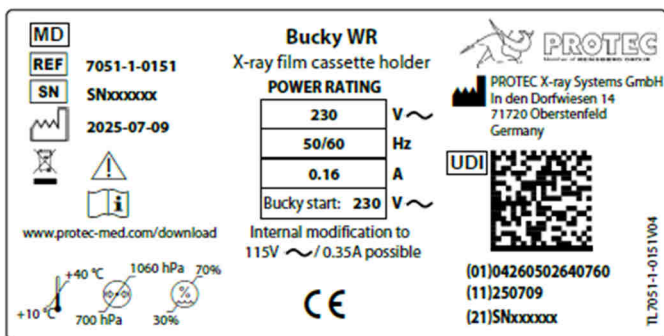 MD
REF 7051-1-0151
SN SNxxxxxx
2025-07-09
www.protec-med.com/download
+10 °C +40 °C
700 hPa 1060 hPa
30% 70%
Bucky WR
X-ray film cassette holder
POWER RATING
230 V
50/60 Hz
0.16 A
Bucky start: 230 V
Internal modification to
115V / 0.35A possible
CE
PROTEC
PROTEC X-ray Systems GmbH
In den Dorfwiesen 14
71720 Oberstenfeld
Germany
UDI
(01)04260502640760
(11)250709
(21)SNxxxxxx
TL7051-1-0151V04